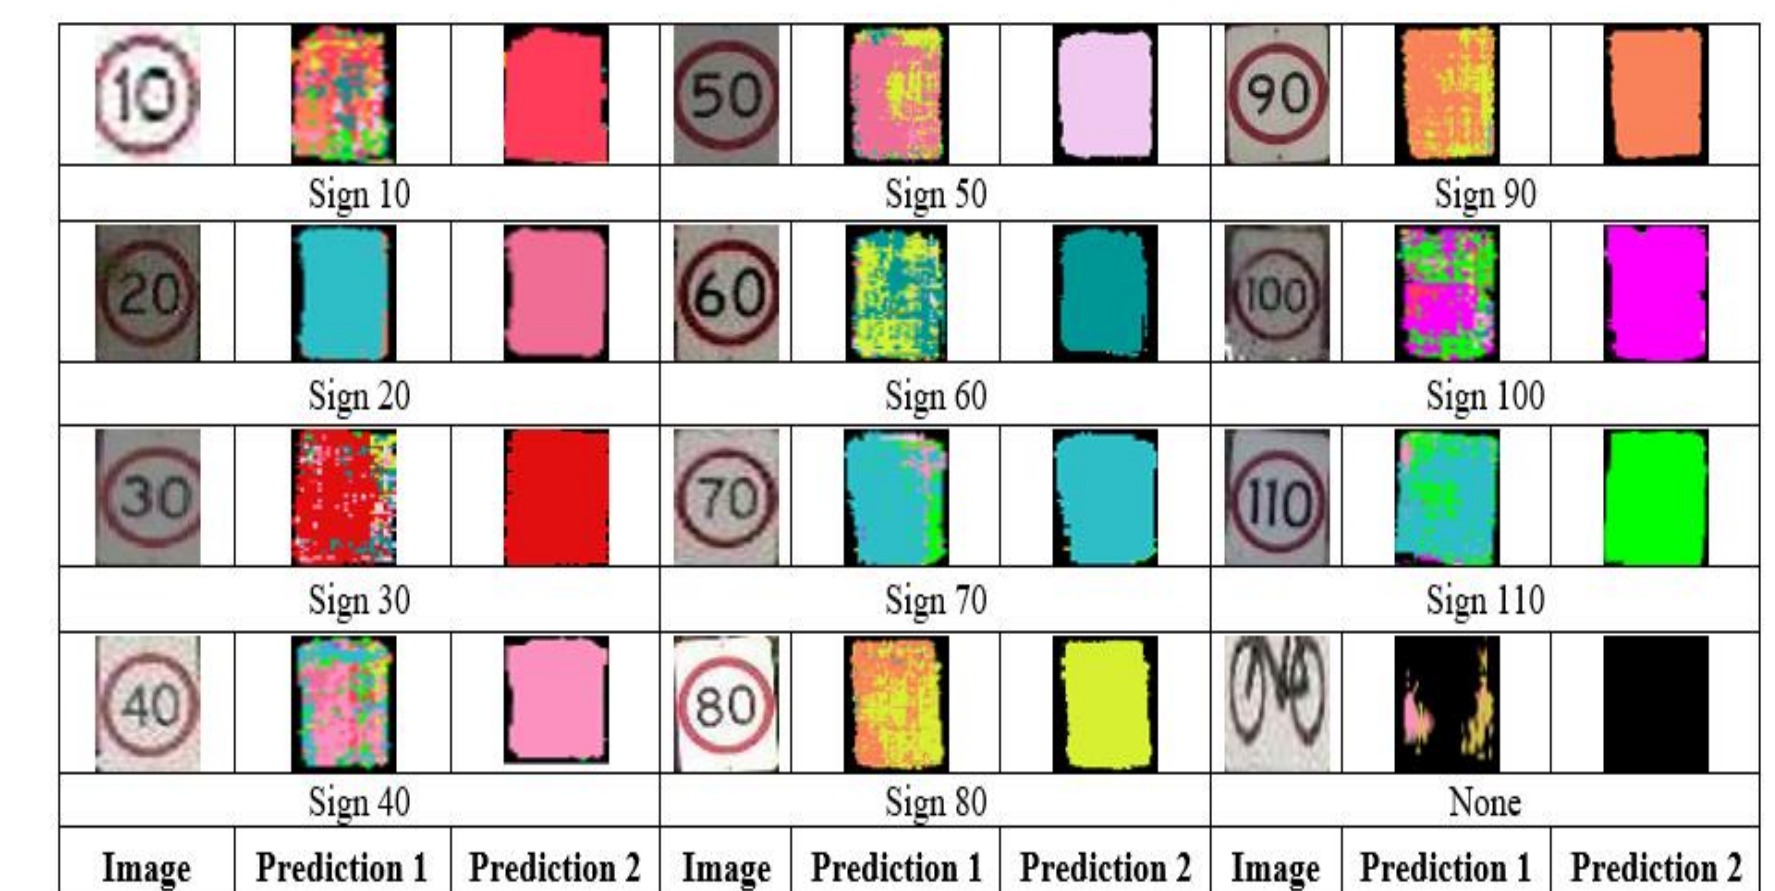 10 50 90
Sign 10 Sign 50 Sign 90
20 60 100
Sign 20 Sign 60 Sign 100
30 70 110
Sign 30 Sign 70 Sign 110
40 80
Sign 40 Sign 80 None
Image Prediction 1 Prediction 2 Image Prediction 1 Prediction 2 Image Prediction 1 Prediction 2